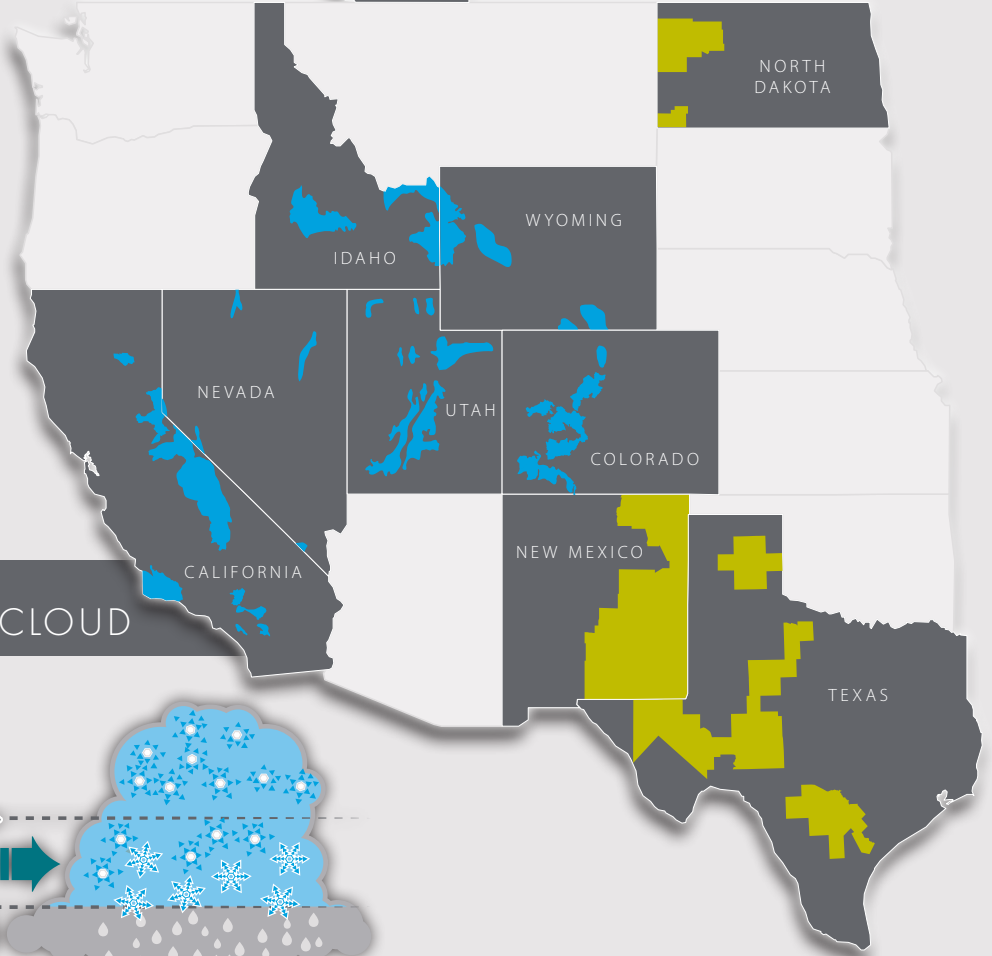 NORTH
DAKOTA
WYOMING
IDAHO
NEVADA
UTAH
COLORADO
NEW MEXICO
CALIFORNIA
CLOUD
TEXAS